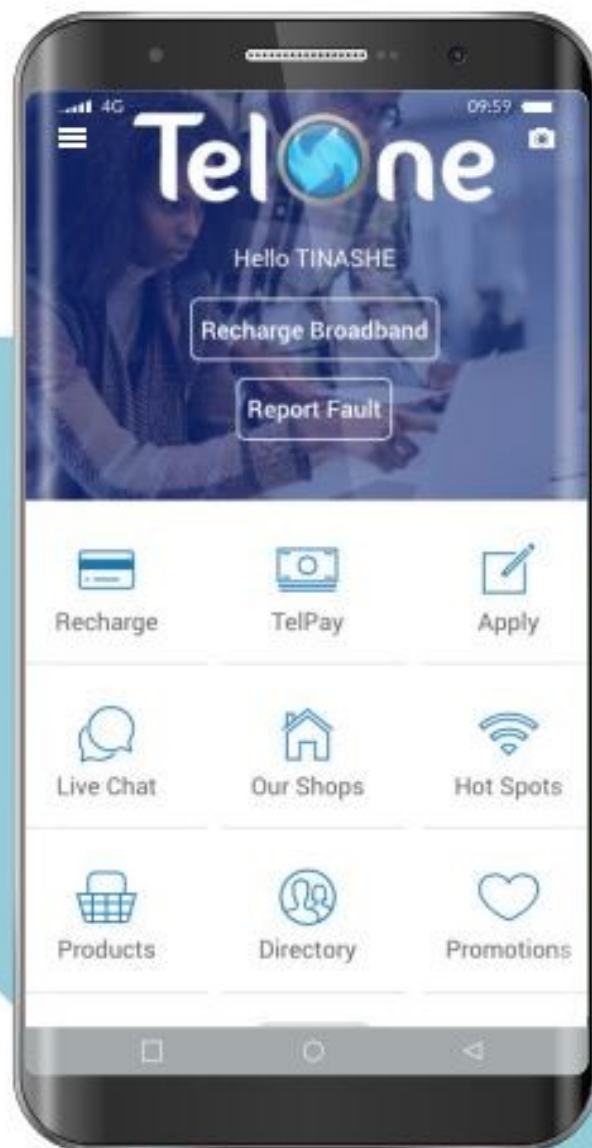 4G 09:59
TelOne
Hello TINASHE
Recharge Broadband
Report Fault
Recharge TelPay Apply
Live Chat Our Shops Hot Spots
Products Directory Promotions